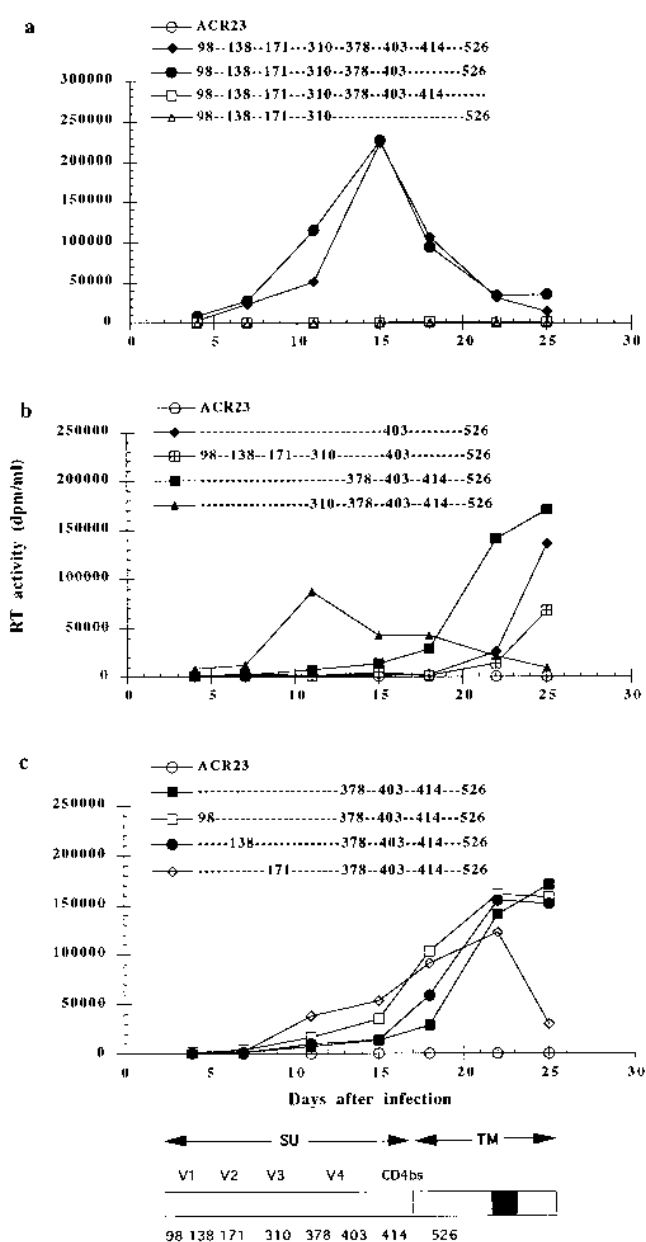 a
ACR23
98--138--171---310---378---403---414---526
98--138--171---310--378--403-----------526
98--138--171---310--378--403--414-------
98--138--171---310---------------------526
300000
250000
200000
150000
100000
50000
0
0 5 10 15 20 25 30
b
ACR23
------------------------------403---------526
98--138--171---310--------403---------526
------------------------378--403--414---526
------------------310--378--403--414---526
250000
200000
150000
100000
50000
0
0 5 10 15 20 25 30
RT activity (dpm/ml)
c
ACR23
-----------------------378--403--414---526
98---------------------378--403--414---526
-----138---------------378--403--414---526
-----------171---------378--403--414---526
250000
200000
150000
100000
50000
0
0 5 10 15 20 25 30
Days after infection
SU TM
V1 V2 V3 V4 CD4bs
98 138 171 310 378 403 414 526